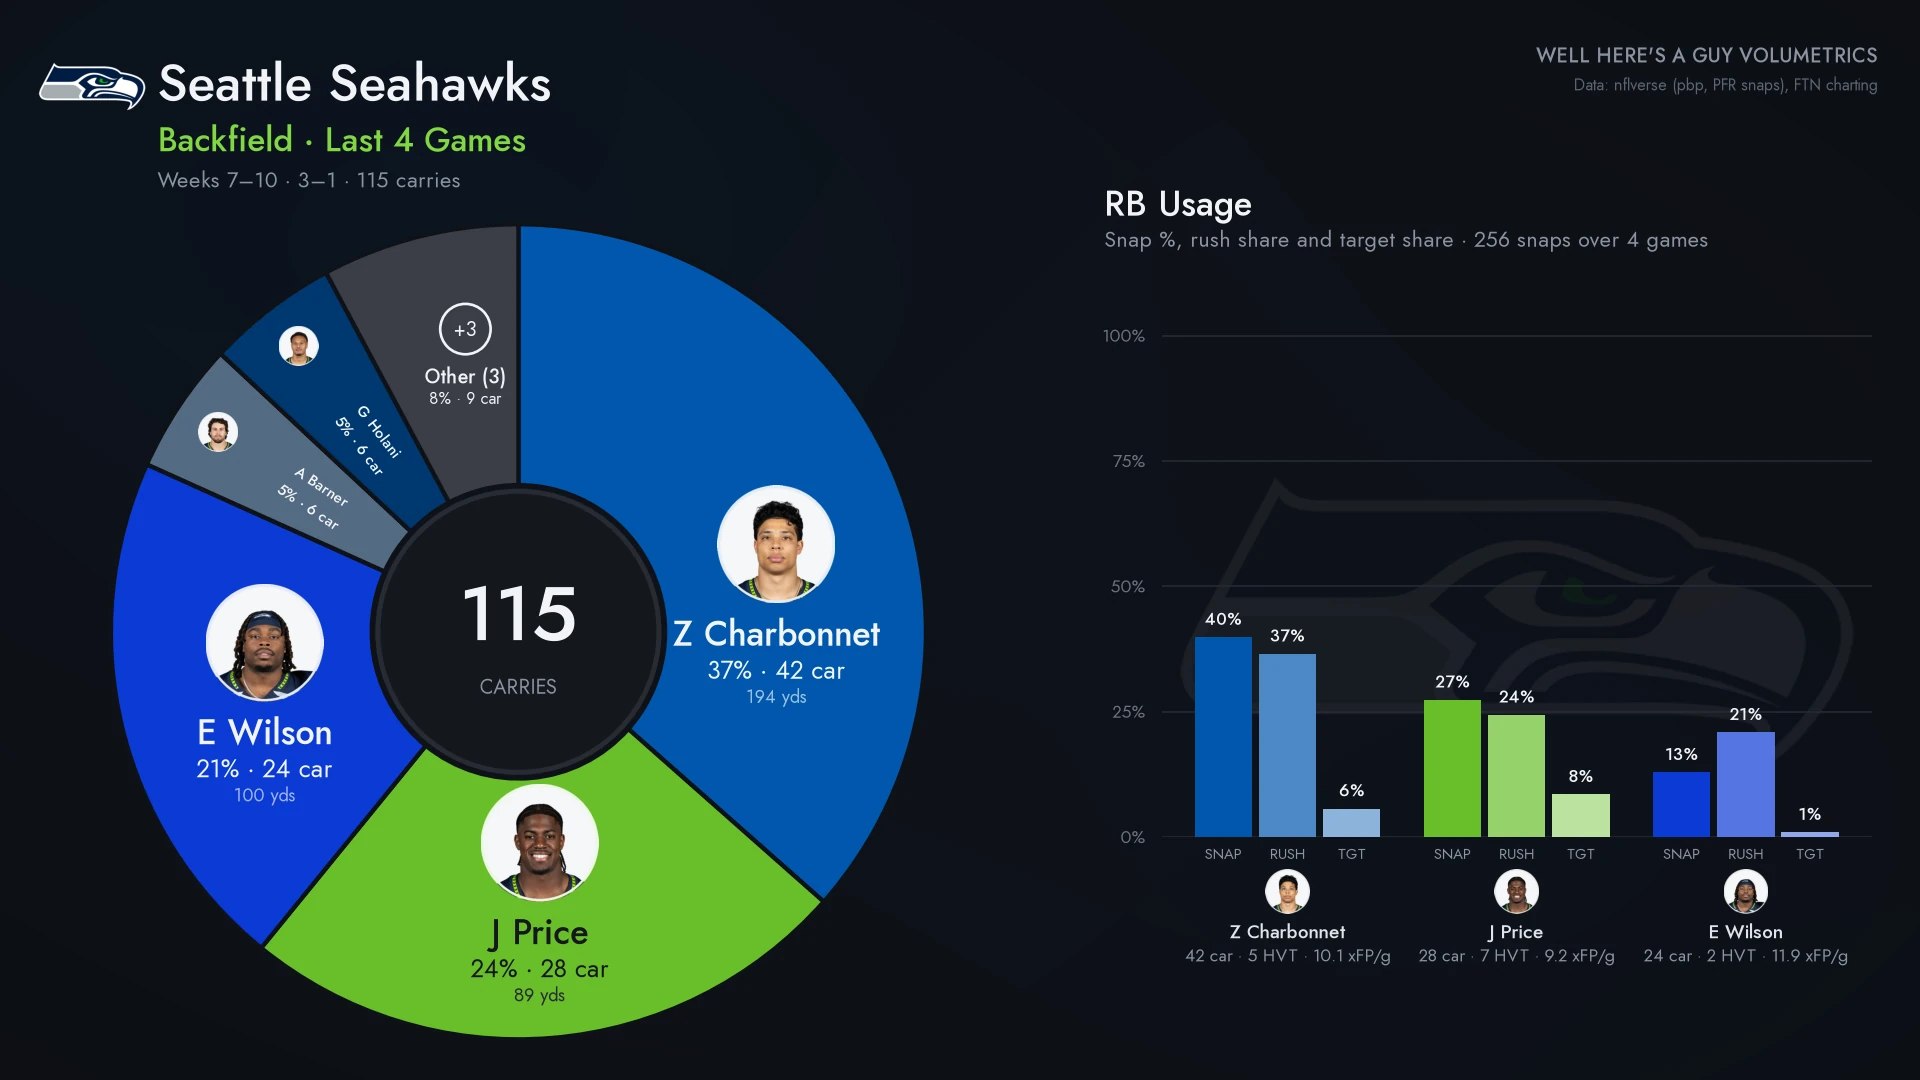 Seattle Seahawks
Backfield · Last 4 Games
Weeks 7–10 · 3–1 · 115 carries
WELL HERE'S A GUY VOLUMETRICS
Data: nflverse (pbp, PFR snaps), FTN charting
+3
Other (3)
8% · 9 car
G Holani
5% · 6 car
A Barner
5% · 6 car
Z Charbonnet
37% · 42 car
194 yds
115
CARRIES
E Wilson
21% · 24 car
100 yds
J Price
24% · 28 car
89 yds
RB Usage
Snap %, rush share and target share · 256 snaps over 4 games
100%
75%
50%
25%
0%
40%
37%
6%
27%
24%
8%
13%
21%
1%
SNAP RUSH TGT SNAP RUSH TGT SNAP RUSH TGT
Z Charbonnet
42 car · 5 HVT · 10.1 xFP/g
J Price
28 car · 7 HVT · 9.2 xFP/g
E Wilson
24 car · 2 HVT · 11.9 xFP/g